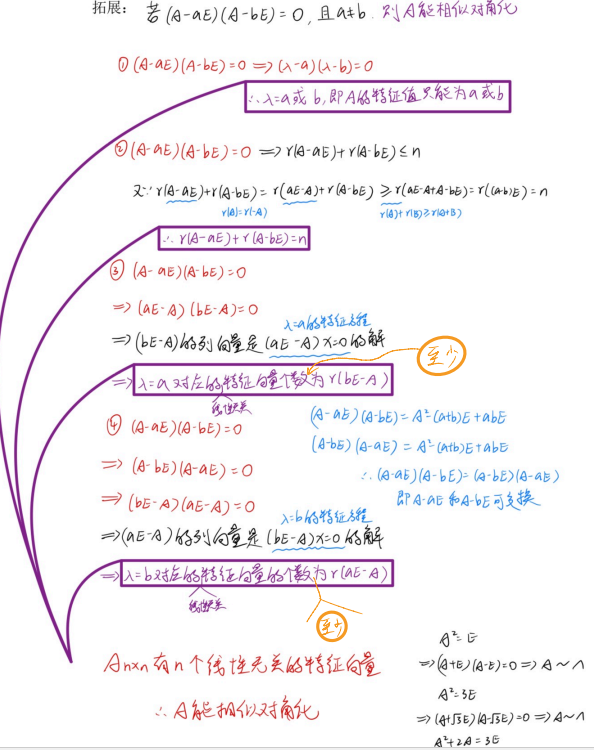 拓展: 若(A-aE)(A-bE)=0,且a≠b.则A能相似对角化
①(A-aE)(A-bE)=0 ⇒(λ-a)(λ-b)=0
∴λ=a或b,即A的特征值只能为a或b
②(A-aE)(A-bE)=0 ⇒r(A-aE)+r(A-bE)≤n
又∵r(A-aE)+r(A-bE)=r(aE-A)+r(A-bE)≥r(aE-A+A-bE)=r((a-b)E)=n
r(A)=r(-A)
r(A)+r(B)≥r(A+B)
∴r(A-aE)+r(A-bE)=n
③(A-aE)(A-bE)=0
⇒(aE-A)(bE-A)=0
λ=a的特征方程
⇒(bE-A)的列向量是(aE-A)x=0的解
至少
⇒λ=a对应的特征向量个数为r(bE-A)
线性无关
④(A-aE)(A-bE)=0
⇒(A-bE)(A-aE)=0
⇒(bE-A)(aE-A)=0
(A-aE)(A-bE)=A²-(a+b)E+abE
(A-bE)(A-aE)=A²-(a+b)E+abE
∴(A-aE)(A-bE)=(A-bE)(A-aE)
即A-aE和A-bE可交换
λ=b的特征方程
⇒(aE-A)的列向量是(bE-A)x=0的解
⇒λ=b对应的特征向量的个数为r(aE-A)
线性无关
至少
Aₙₓₙ有n个线性无关的特征向量
∴A能相似对角化
A²=E
⇒(A+E)(A-E)=0⇒A~Λ
A²=3E
⇒(A+√3E)(A-√3E)=0⇒A~Λ
A²+2A=3E